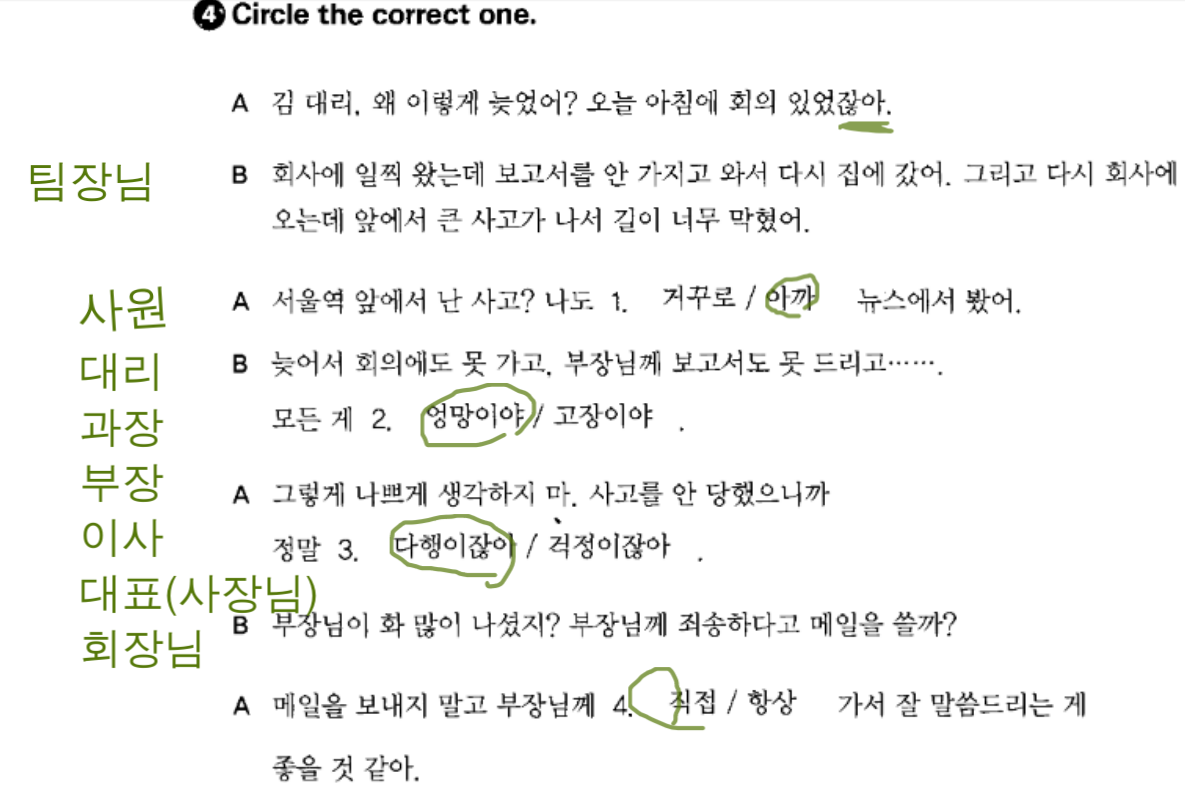 4 Circle the correct one.
A 김 대리, 왜 이렇게 늦었어? 오늘 아침에 회의 있었잖아.
팀장님
B 회사에 일찍 왔는데 보고서를 안 가지고 와서 다시 집에 갔어. 그리고 다시 회사에
오는데 앞에서 큰 사고가 나서 길이 너무 막혔어.
사원
A 서울역 앞에서 난 사고? 나도 1. 거꾸로 / 아까 뉴스에서 봤어.
대리
B 늦어서 회의에도 못 가고, 부장님께 보고서도 못 드리고…….
과장
모든 게 2. 엉망이야 / 고장이야 .
부장
A 그렇게 나쁘게 생각하지 마. 사고를 안 당했으니까
이사
정말 3. 다행이잖아 / 걱정이잖아 .
대표(사장님)
B 부장님이 화 많이 나셨지? 부장님께 죄송하다고 메일을 쓸까?
회장님
A 메일을 보내지 말고 부장님께 4. 직접 / 항상 가서 잘 말씀드리는 게
좋을 것 같아.